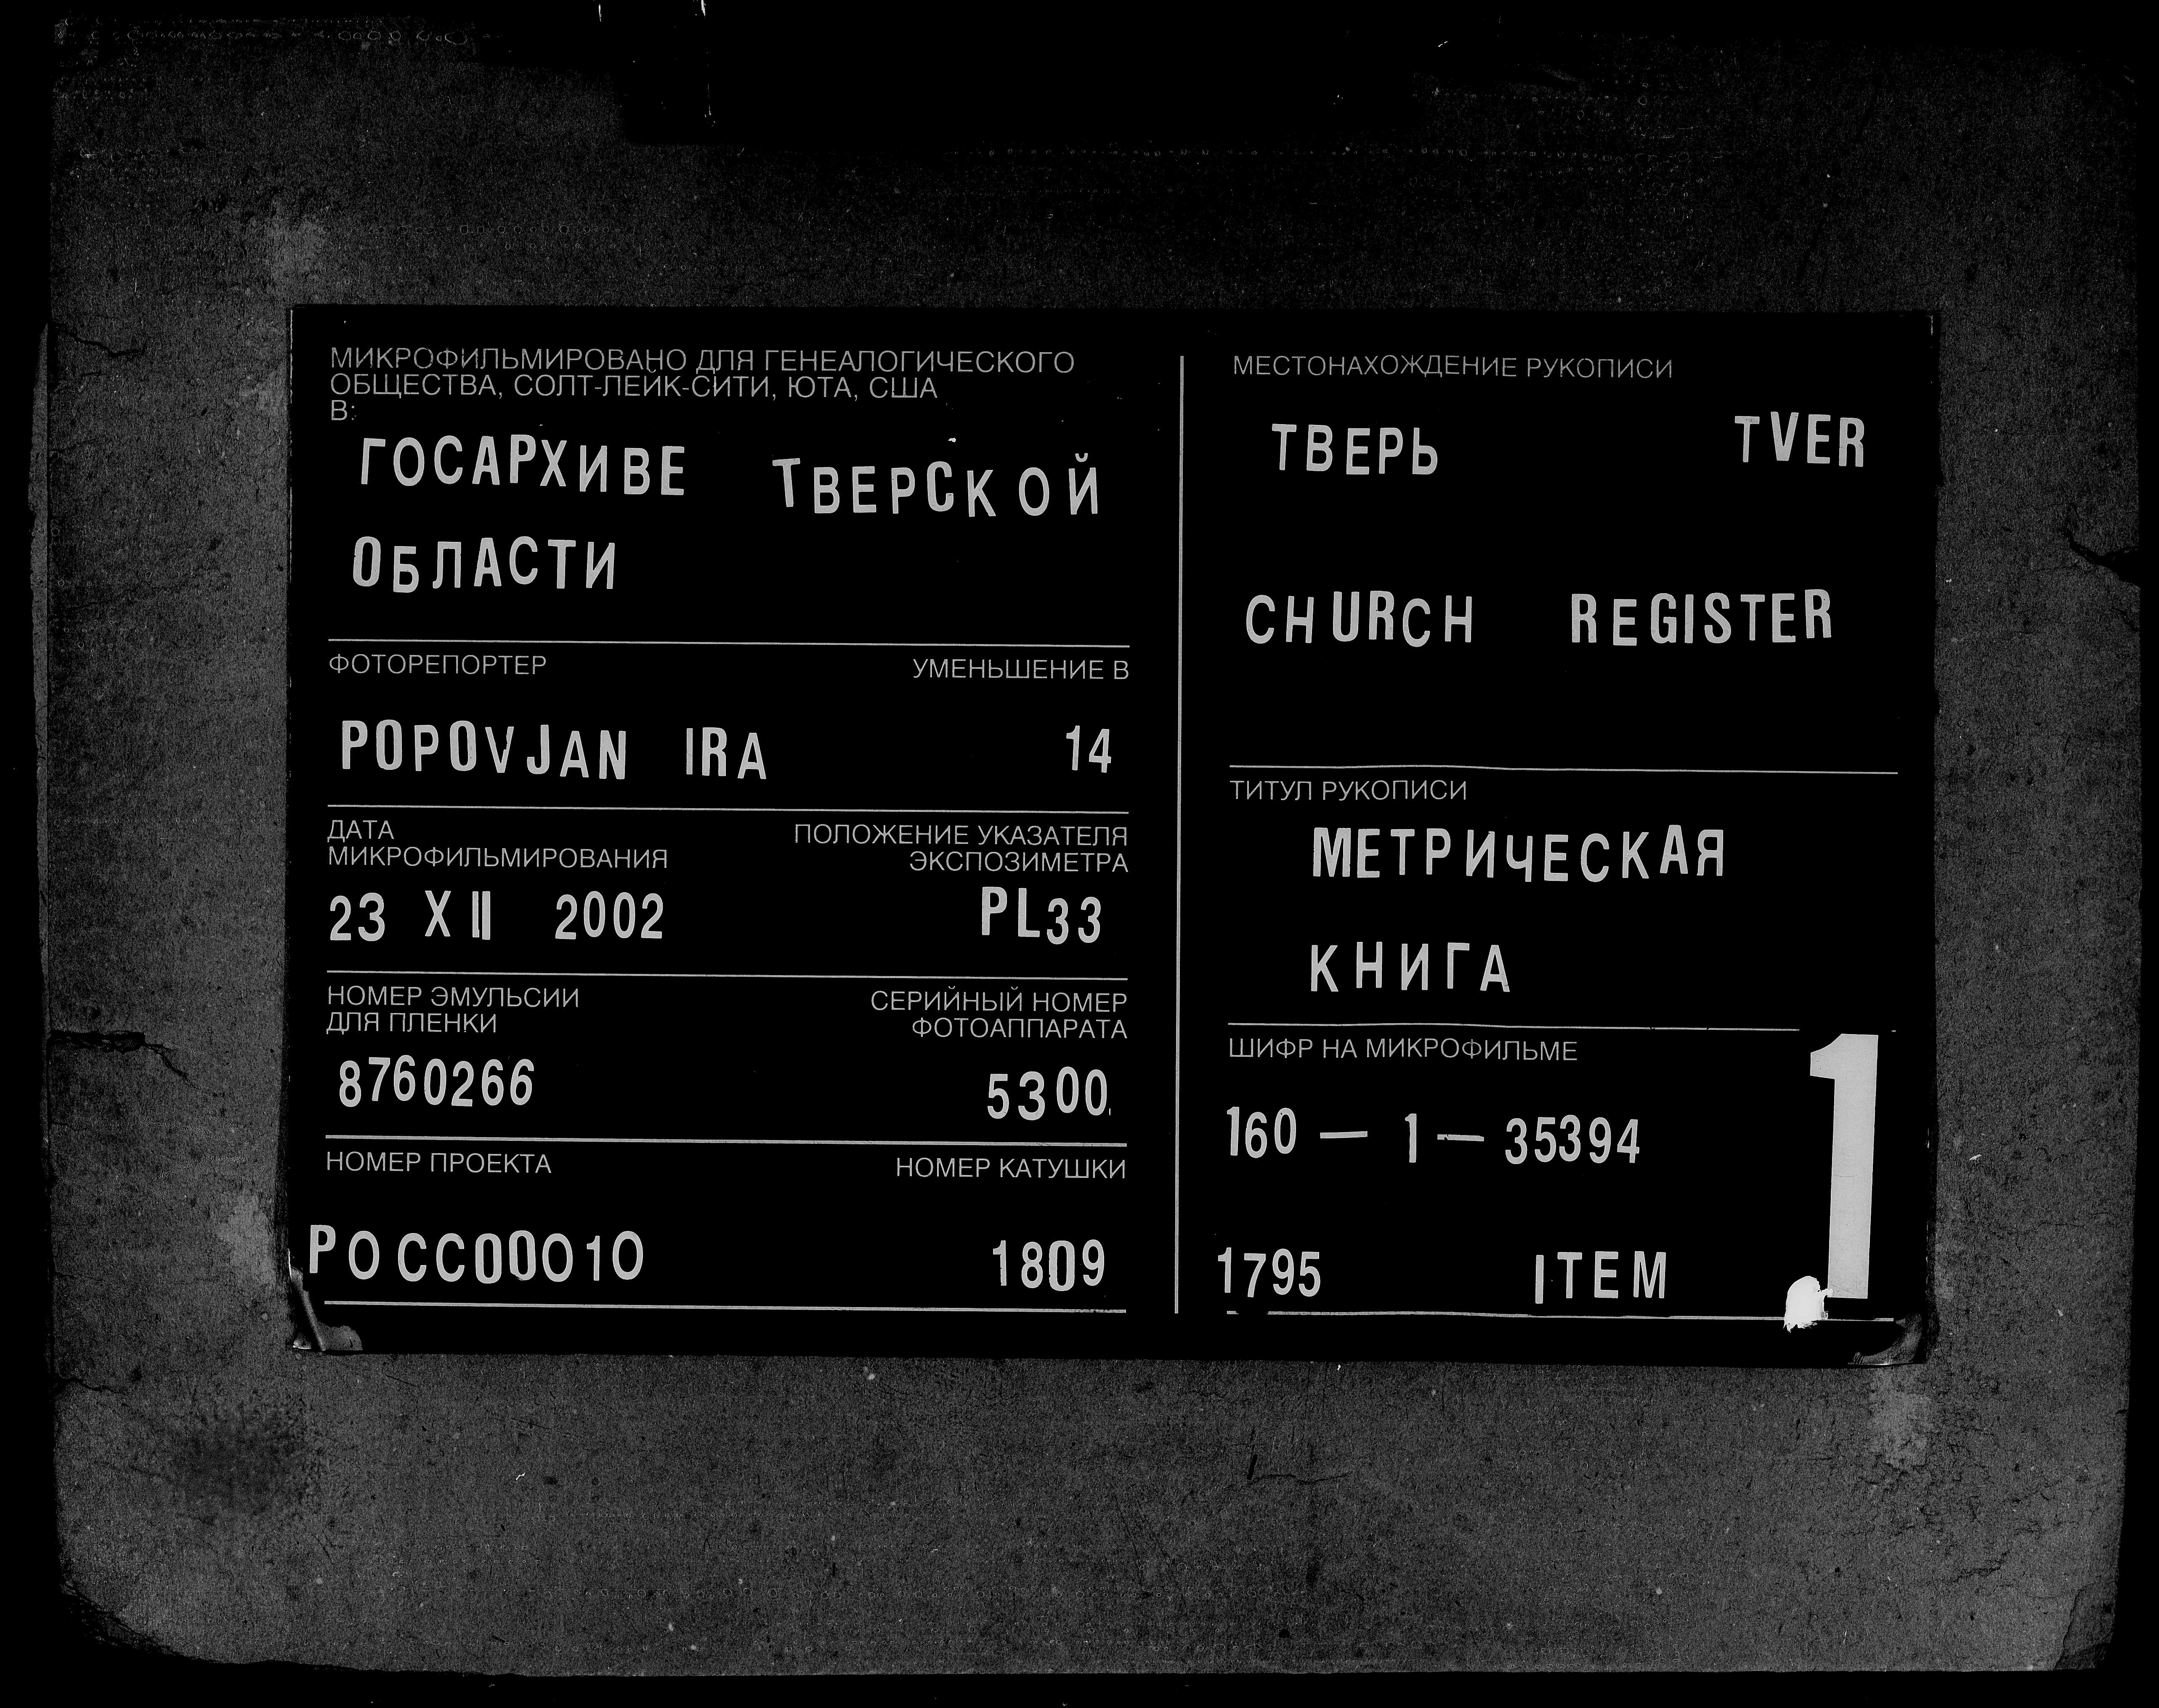 МИКРОФИЛЬМИРОВАНО ДЛЯ ГЕНЕАЛОГИЧЕСКОГО
ОБЩЕСТВА, СОЛТ-ЛЕЙК-СИТИ, ЮТА, США
В:
ГОСАРХИВЕ ТВЕРСКОЙ
ОБЛАСТИ
ФОТОРЕПОРТЕР УМЕНЬШЕНИЕ В
POPOVJAN IRA 14
ДАТА ПОЛОЖЕНИЕ УКАЗАТЕЛЯ
МИКРОФИЛЬМИРОВАНИЯ ЭКСПОЗИМЕТРА
23 XII 2002 PL33
НОМЕР ЭМУЛЬСИИ СЕРИЙНЫЙ НОМЕР
ДЛЯ ПЛЕНКИ ФОТОАППАРАТА
8760266 5300.
НОМЕР ПРОЕКТА НОМЕР КАТУШКИ
РОСС00010 1809
МЕСТОНАХОЖДЕНИЕ РУКОПИСИ
ТВЕРЬ TVER
CHURCH REGISTER
ТИТУЛ РУКОПИСИ
МЕТРИЧЕСКАЯ
КНИГА
ШИФР НА МИКРОФИЛЬМЕ
160 — 1 — 35394
1795 ITEM 1